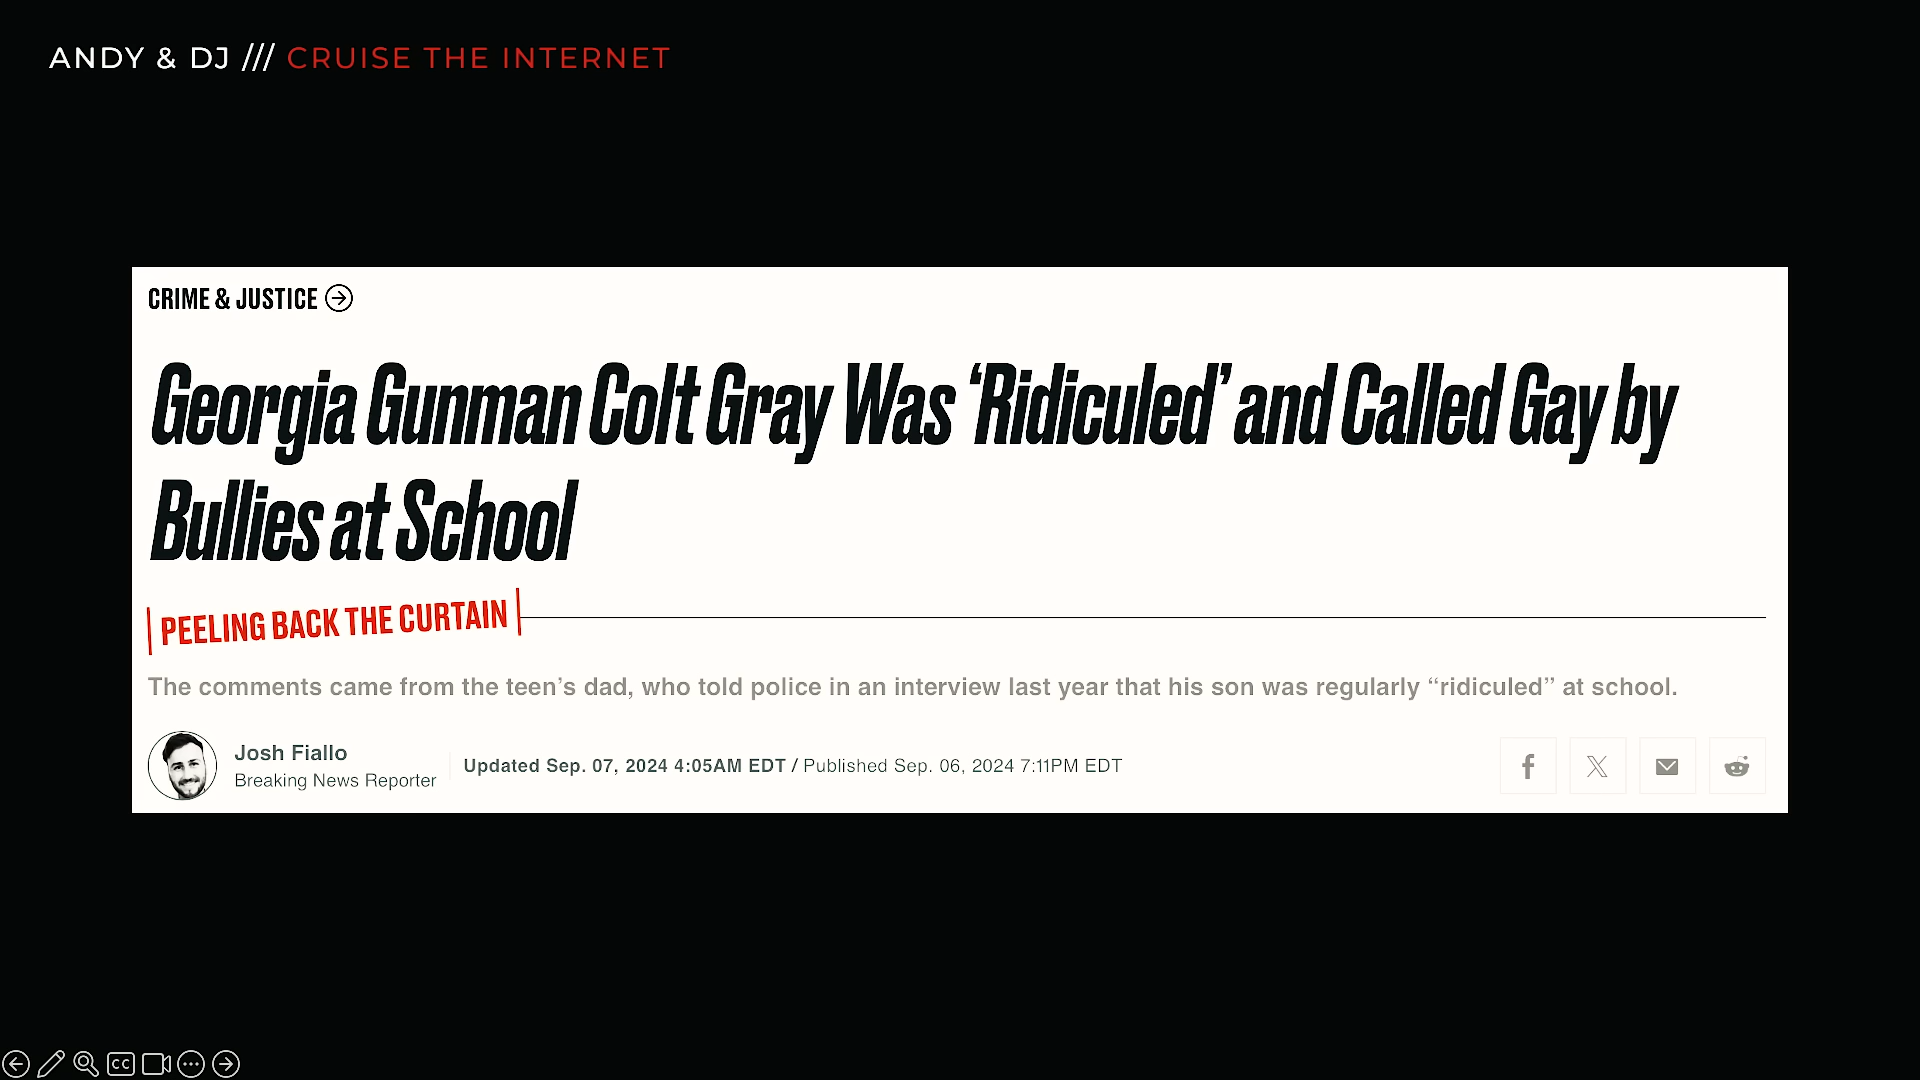 ANDY & DJ /// CRUISE THE INTERNET
CRIME & JUSTICE
Georgia Gunman Colt Gray Was ‘Ridiculed’ and Called Gay by
Bullies at School
PEELING BACK THE CURTAIN
The comments came from the teen’s dad, who told police in an interview last year that his son was regularly “ridiculed” at school.
Josh Fiallo
Breaking News Reporter
Updated Sep. 07, 2024 4:05AM EDT / Published Sep. 06, 2024 7:11PM EDT
CC